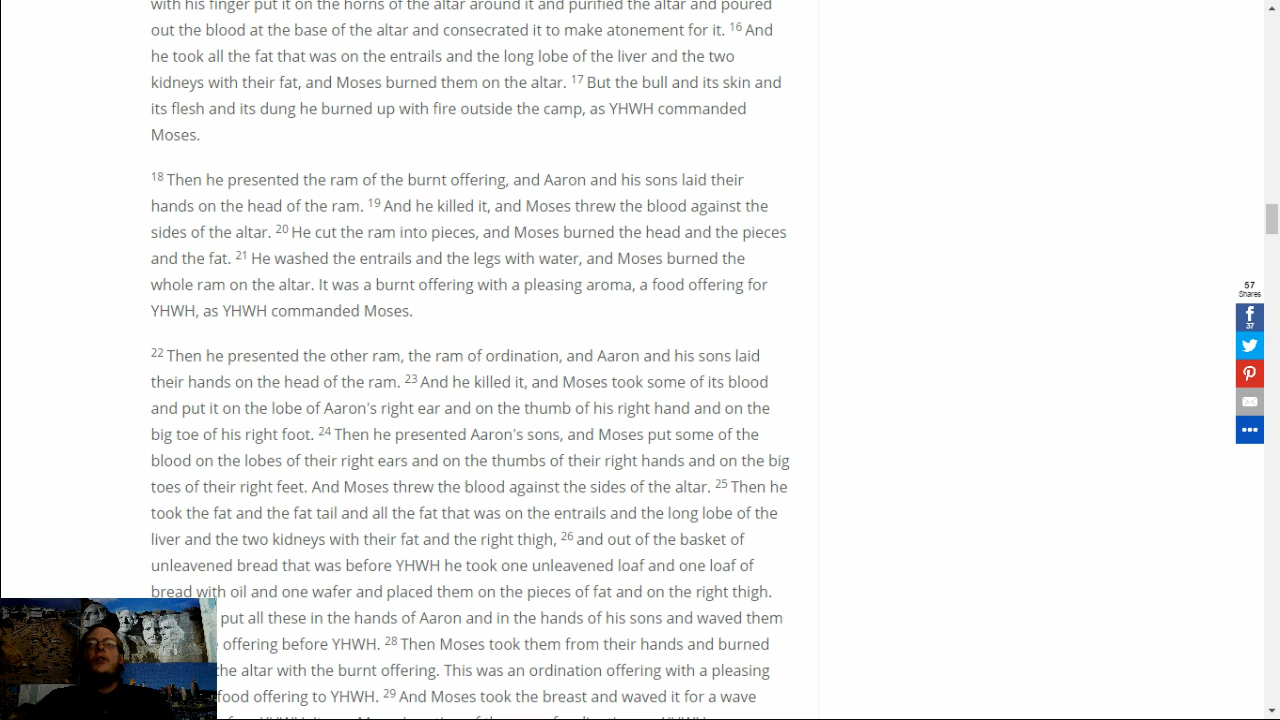 with his finger put it on the horns of the altar around it and purified the altar and poured
out the blood at the base of the altar and consecrated it to make atonement for it. 16 And
he took all the fat that was on the entrails and the long lobe of the liver and the two
kidneys with their fat, and Moses burned them on the altar. 17 But the bull and its skin and
its flesh and its dung he burned up with fire outside the camp, as YHWH commanded
Moses.
18 Then he presented the ram of the burnt offering, and Aaron and his sons laid their
hands on the head of the ram. 19 And he killed it, and Moses threw the blood against the
sides of the altar. 20 He cut the ram into pieces, and Moses burned the head and the pieces
and the fat. 21 He washed the entrails and the legs with water, and Moses burned the
whole ram on the altar. It was a burnt offering with a pleasing aroma, a food offering for
YHWH, as YHWH commanded Moses.
22 Then he presented the other ram, the ram of ordination, and Aaron and his sons laid
their hands on the head of the ram. 23 And he killed it, and Moses took some of its blood
and put it on the lobe of Aaron's right ear and on the thumb of his right hand and on the
big toe of his right foot. 24 Then he presented Aaron's sons, and Moses put some of the
blood on the lobes of their right ears and on the thumbs of their right hands and on the big
toes of their right feet. And Moses threw the blood against the sides of the altar. 25 Then he
took the fat and the fat tail and all the fat that was on the entrails and the long lobe of the
liver and the two kidneys with their fat and the right thigh, 26 and out of the basket of
unleavened bread that was before YHWH he took one unleavened loaf and one loaf of
bread with oil and one wafer and placed them on the pieces of fat and on the right thigh.
put all these in the hands of Aaron and in the hands of his sons and waved them
offering before YHWH. 28 Then Moses took them from their hands and burned
the altar with the burnt offering. This was an ordination offering with a pleasing
food offering to YHWH. 29 And Moses took the breast and waved it for a wave
57
Shares
37